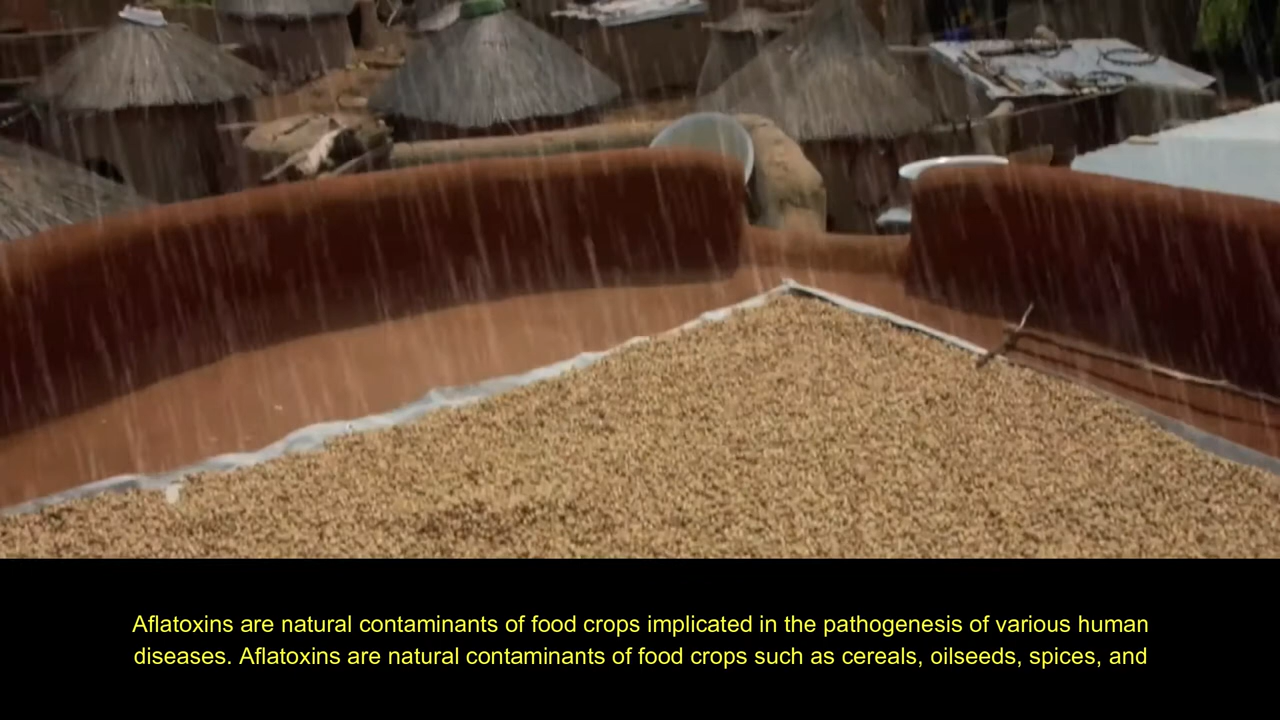 Aflatoxins are natural contaminants of food crops implicated in the pathogenesis of various human
diseases. Aflatoxins are natural contaminants of food crops such as cereals, oilseeds, spices, and